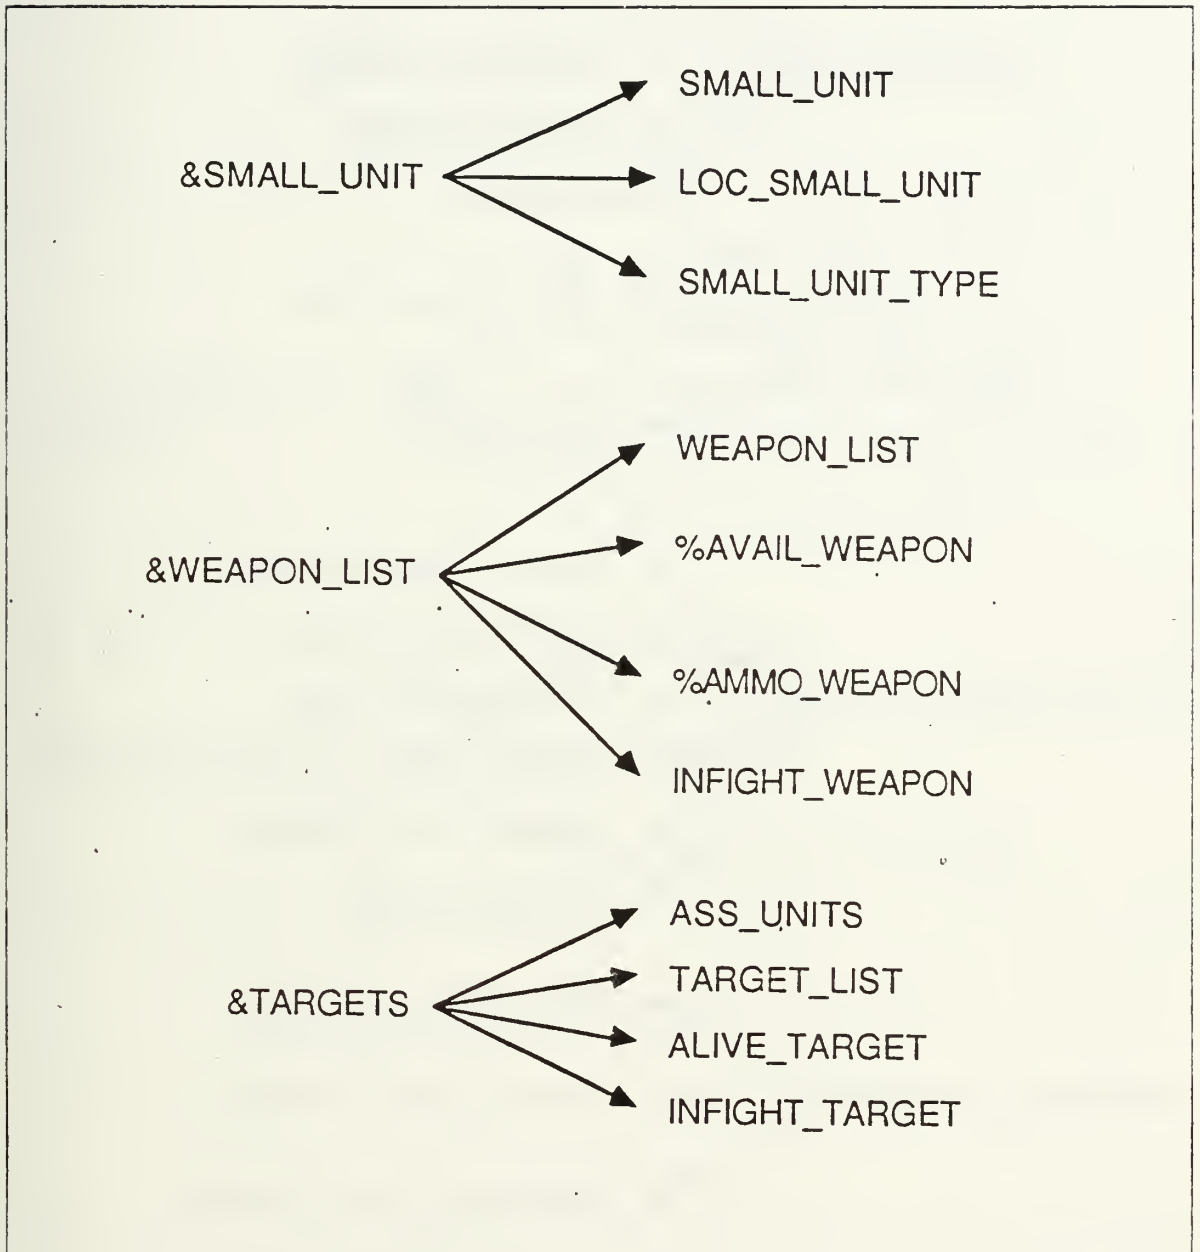 SMALL_UNIT
&SMALL_UNIT
LOC_SMALL_UNIT
SMALL_UNIT_TYPE
WEAPON_LIST
%AVAIL_WEAPON
&WEAPON_LIST
%AMMO_WEAPON
INFIGHT_WEAPON
ASS_UNITS
TARGET_LIST
&TARGETS
ALIVE_TARGET
INFIGHT_TARGET